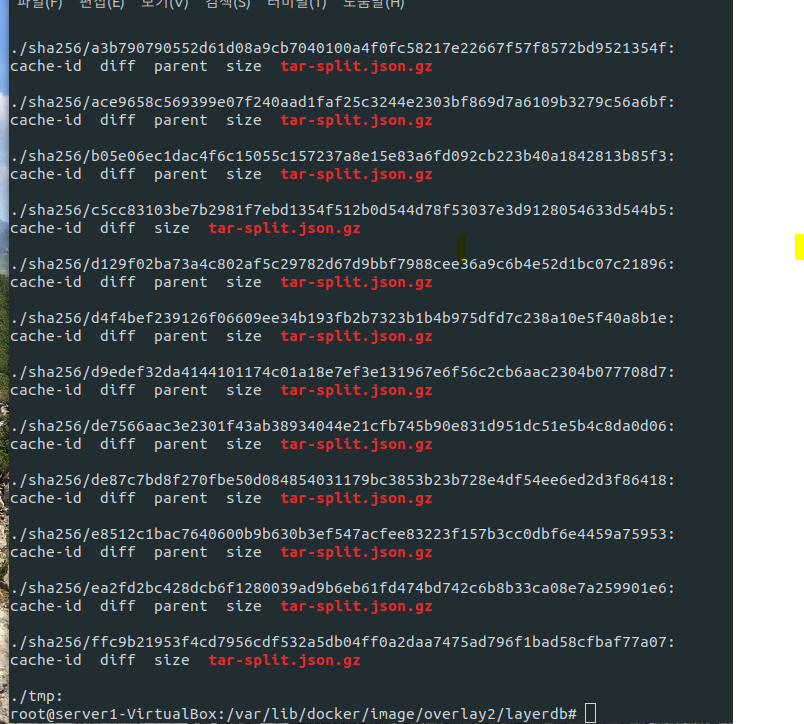 파일(F) 편집(E) 보기(V) 검색(S) 터미널(T) 도움말(H)
./sha256/a3b790790552d61d08a9cb7040100a4f0fc58217e22667f57f8572bd9521354f:
cache-id diff parent size tar-split.json.gz
./sha256/ace9658c569399e07f240aad1faf25c3244e2303bf869d7a6109b3279c56a6bf:
cache-id diff parent size tar-split.json.gz
./sha256/b05e06ec1dac4f6c15055c157237a8e15e83a6fd092cb223b40a1842813b85f3:
cache-id diff parent size tar-split.json.gz
./sha256/c5cc83103be7b2981f7ebd1354f512b0d544d78f53037e3d9128054633d544b5:
cache-id diff size tar-split.json.gz
./sha256/d129f02ba73a4c802af5c29782d67d9bbf7988cee36a9c6b4e52d1bc07c21896:
cache-id diff parent size tar-split.json.gz
./sha256/d4f4bef239126f06609ee34b193fb2b7323b1b4b975dfd7c238a10e5f40a8b1e:
cache-id diff parent size tar-split.json.gz
./sha256/d9edef32da4144101174c01a18e7ef3e131967e6f56c2cb6aac2304b077708d7:
cache-id diff parent size tar-split.json.gz
./sha256/de7566aac3e2301f43ab38934044e21cfb745b90e831d951dc51e5b4c8da0d06:
cache-id diff parent size tar-split.json.gz
./sha256/de87c7bd8f270fbe50d084854031179bc3853b23b728e4df54ee6ed2d3f86418:
cache-id diff parent size tar-split.json.gz
./sha256/e8512c1bac7640600b9b630b3ef547acfee83223f157b3cc0dbf6e4459a75953:
cache-id diff parent size tar-split.json.gz
./sha256/ea2fd2bc428dcb6f1280039ad9b6eb61fd474bd742c6b8b33ca08e7a259901e6:
cache-id diff parent size tar-split.json.gz
./sha256/ffc9b21953f4cd7956cdf532a5db04ff0a2daa7475ad796f1bad58cfbaf77a07:
cache-id diff size tar-split.json.gz
./tmp:
root@server1-VirtualBox:/var/lib/docker/image/overlay2/layerdb#